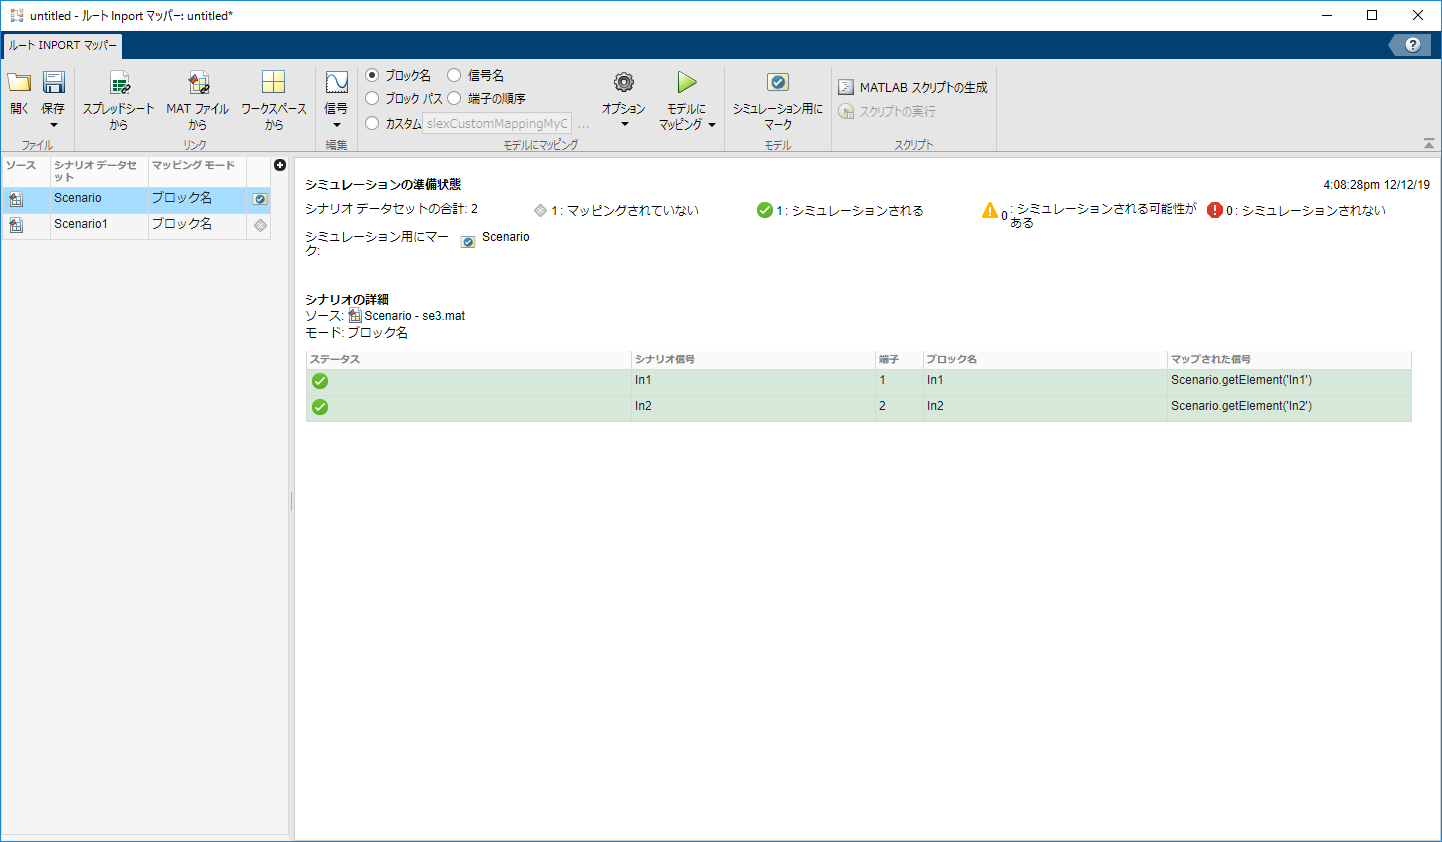 untitled - ルート Inport マッパー: untitled*
ルート INPORT マッパー
?
開く
保存
スプレッドシート
から
MAT ファイル
から
ワークスペース
から
信号
ブロック名
信号名
ブロック パス
端子の順序
カスタム
slexCustomMappingMyC
...
オプション
モデルに
マッピング
シミュレーション用に
マーク
MATLAB スクリプトの生成
スクリプトの実行
ファイル
リンク
編集
モデルにマッピング
モデル
スクリプト
ソース
シナリオ データセ
ット
マッピング モード
Scenario
ブロック名
Scenario1
ブロック名
シミュレーションの準備状態
4:08:28pm 12/12/19
シナリオ データセットの合計: 2
1 : マッピングされていない
1 : シミュレーションされる
0 : シミュレーションされる可能性が
ある
0 : シミュレーションされない
シミュレーション用にマー
ク:
Scenario
シナリオの詳細
ソース: Scenario - se3.mat
モード: ブロック名
ステータス シナリオ信号 端子 ブロック名 マップされた信号
In1 1 In1 Scenario.getElement('In1')
In2 2 In2 Scenario.getElement('In2')